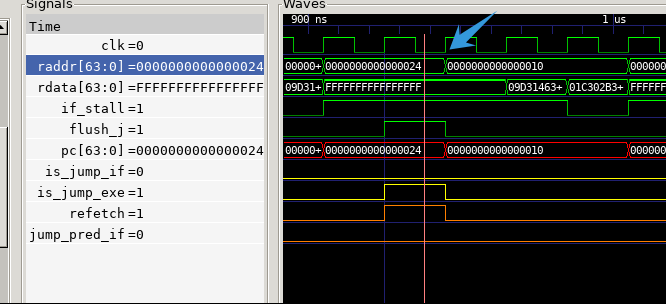 Signals
Waves
Time
900 ns
1 us
clk=0
raddr[63:0]=0000000000000024
00000+ 0000000000000024 0000000000000010 00000
rdata[63:0]=FFFFFFFFFFFFFFFF
09D31+ FFFFFFFFFFFFFFFF 09D31463+ 01C302B3+ FFFFFF
if_stall=1
flush_j=1
pc[63:0]=0000000000000024
00000+ 0000000000000024 0000000000000010 00000
is_jump_if=0
is_jump_exe=1
refetch=1
jump_pred_if=0